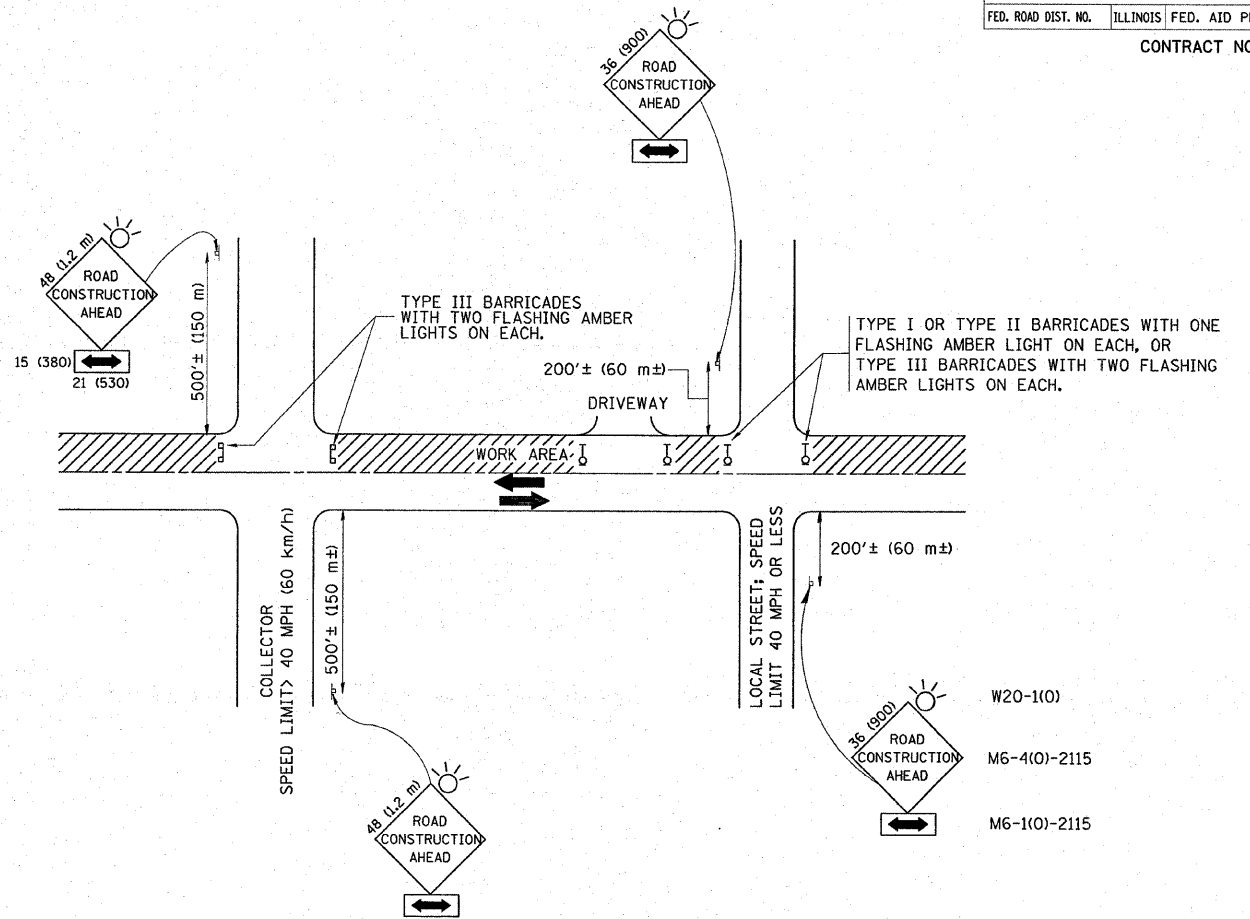 FED. ROAD DIST. NO. ILLINOIS FED. AID
CONTRACT NO
36 (900)
ROAD
CONSTRUCTION
AHEAD
48 (1.2 m)
ROAD
CONSTRUCTION
AHEAD
15 (380)
21 (530)
500'± (150 m)
TYPE III BARRICADES
WITH TWO FLASHING AMBER
LIGHTS ON EACH.
200'± (60 m±)
DRIVEWAY
TYPE I OR TYPE II BARRICADES WITH ONE
FLASHING AMBER LIGHT ON EACH, OR
TYPE III BARRICADES WITH TWO FLASHING
AMBER LIGHTS ON EACH.
WORK AREA
COLLECTOR
SPEED LIMIT> 40 MPH (60 km/h)
500'± (150 m±)
LOCAL STREET; SPEED
LIMIT 40 MPH OR LESS
200'± (60 m±)
48 (1.2 m)
ROAD
CONSTRUCTION
AHEAD
36 (900)
ROAD
CONSTRUCTION
AHEAD
W20-1(O)
M6-4(O)-2115
M6-1(O)-2115